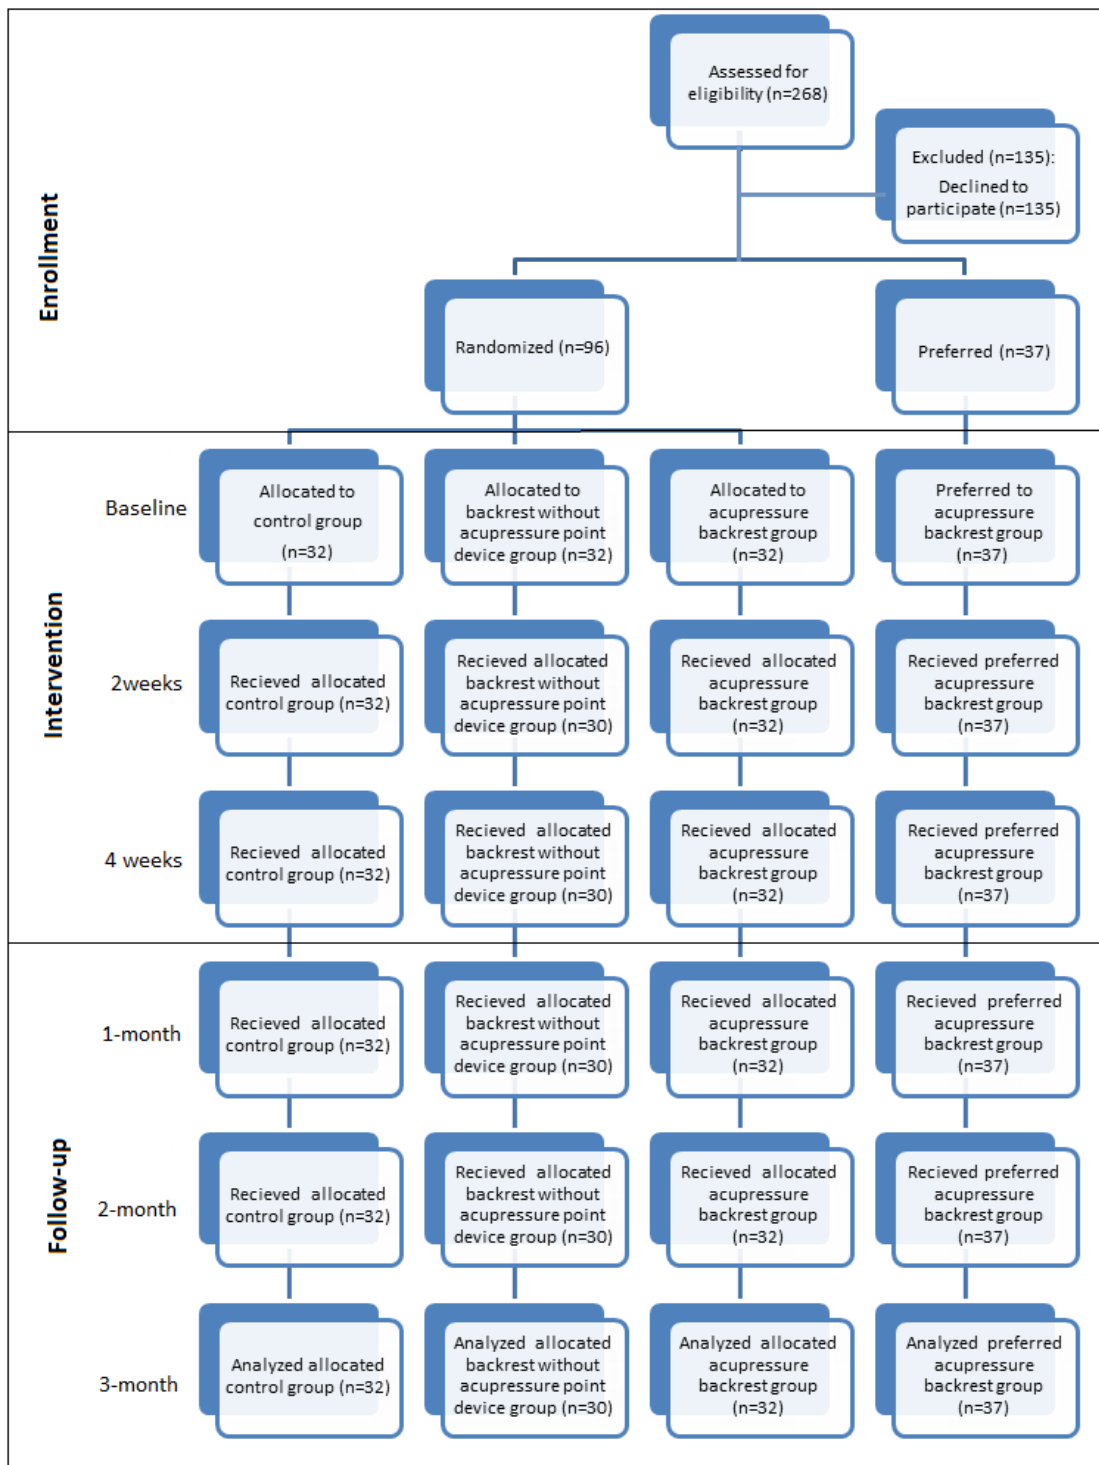 Assessed for
eligibility (n=268)
Excluded (n=135):
Declined to
participate (n=135)
Enrollment
Randomized (n=96)
Preferred (n=37)
Intervention
Baseline
Allocated to
control group
(n=32)
Allocated to
backrest without
acupressure point
device group (n=32)
Allocated to
acupressure
backrest group
(n=32)
Preferred to
acupressure
backrest group
(n=37)
2weeks
Recieved allocated
control group (n=32)
Recieved allocated
backrest without
acupressure point
device group (n=30)
Recieved allocated
acupressure
backrest group
(n=32)
Recieved preferred
acupressure
backrest group
(n=37)
4 weeks
Recieved allocated
control group (n=32)
Recieved allocated
backrest without
acupressure point
device group (n=30)
Recieved allocated
acupressure
backrest group
(n=32)
Recieved preferred
acupressure
backrest group
(n=37)
Follow-up
1-month
Recieved allocated
control group (n=32)
Recieved allocated
backrest without
acupressure point
device group (n=30)
Recieved allocated
acupressure
backrest group
(n=32)
Recieved preferred
acupressure
backrest group
(n=37)
2-month
Recieved allocated
control group (n=32)
Recieved allocated
backrest without
acupressure point
device group (n=30)
Recieved allocated
acupressure
backrest group
(n=32)
Recieved preferred
acupressure
backrest group
(n=37)
3-month
Analyzed allocated
control group (n=32)
Analyzed allocated
backrest without
acupressure point
device group (n=30)
Analyzed allocated
acupressure
backrest group
(n=32)
Analyzed preferred
acupressure
backrest group
(n=37)